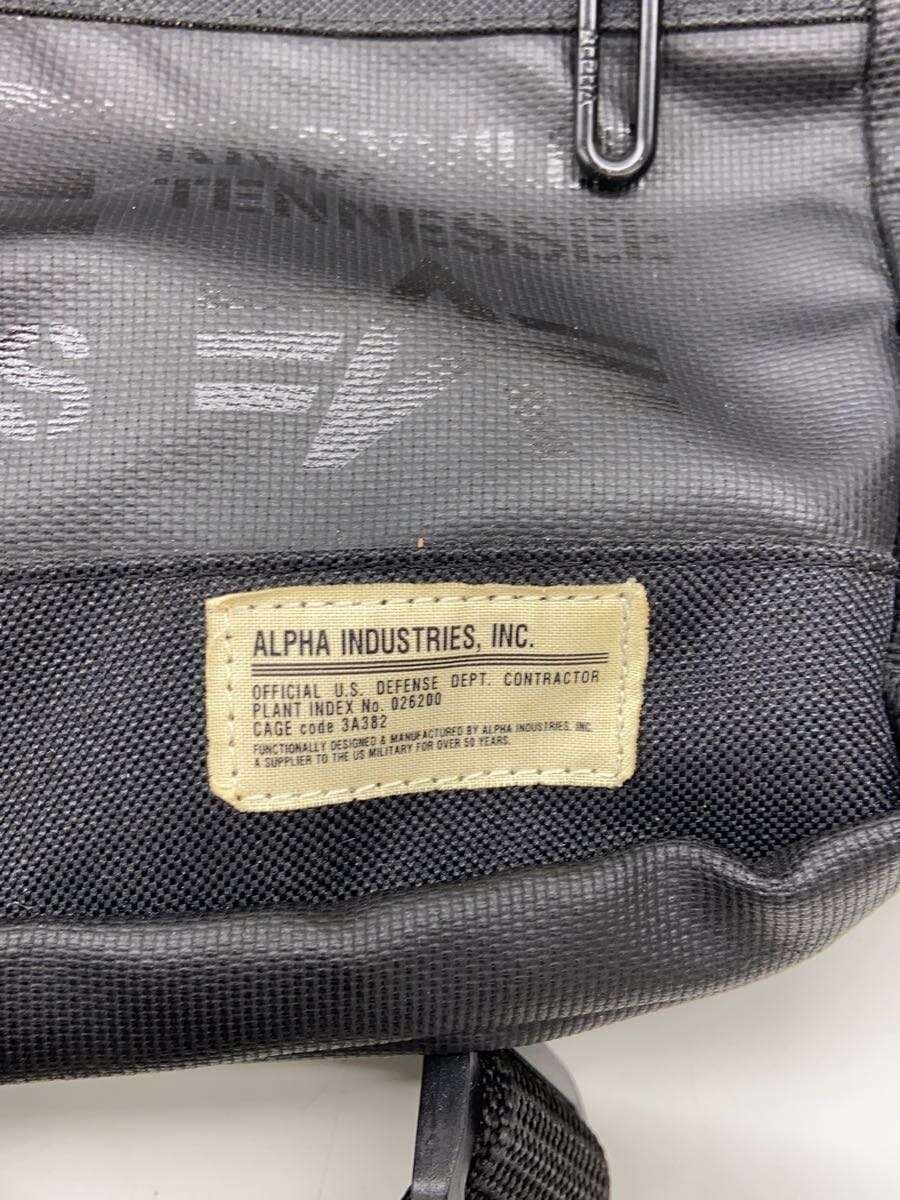 TENNESSEE
S
ALPHA INDUSTRIES, INC.
OFFICIAL U.S. DEFENSE DEPT. CONTRACTOR
PLANT INDEX No. 026200
CAGE code 3A382
FUNCTIONALLY DESIGNED & MANUFACTURED BY ALPHA INDUSTRIES, INC.
A SUPPLIER TO THE US MILITARY FOR OVER 50 YEARS.